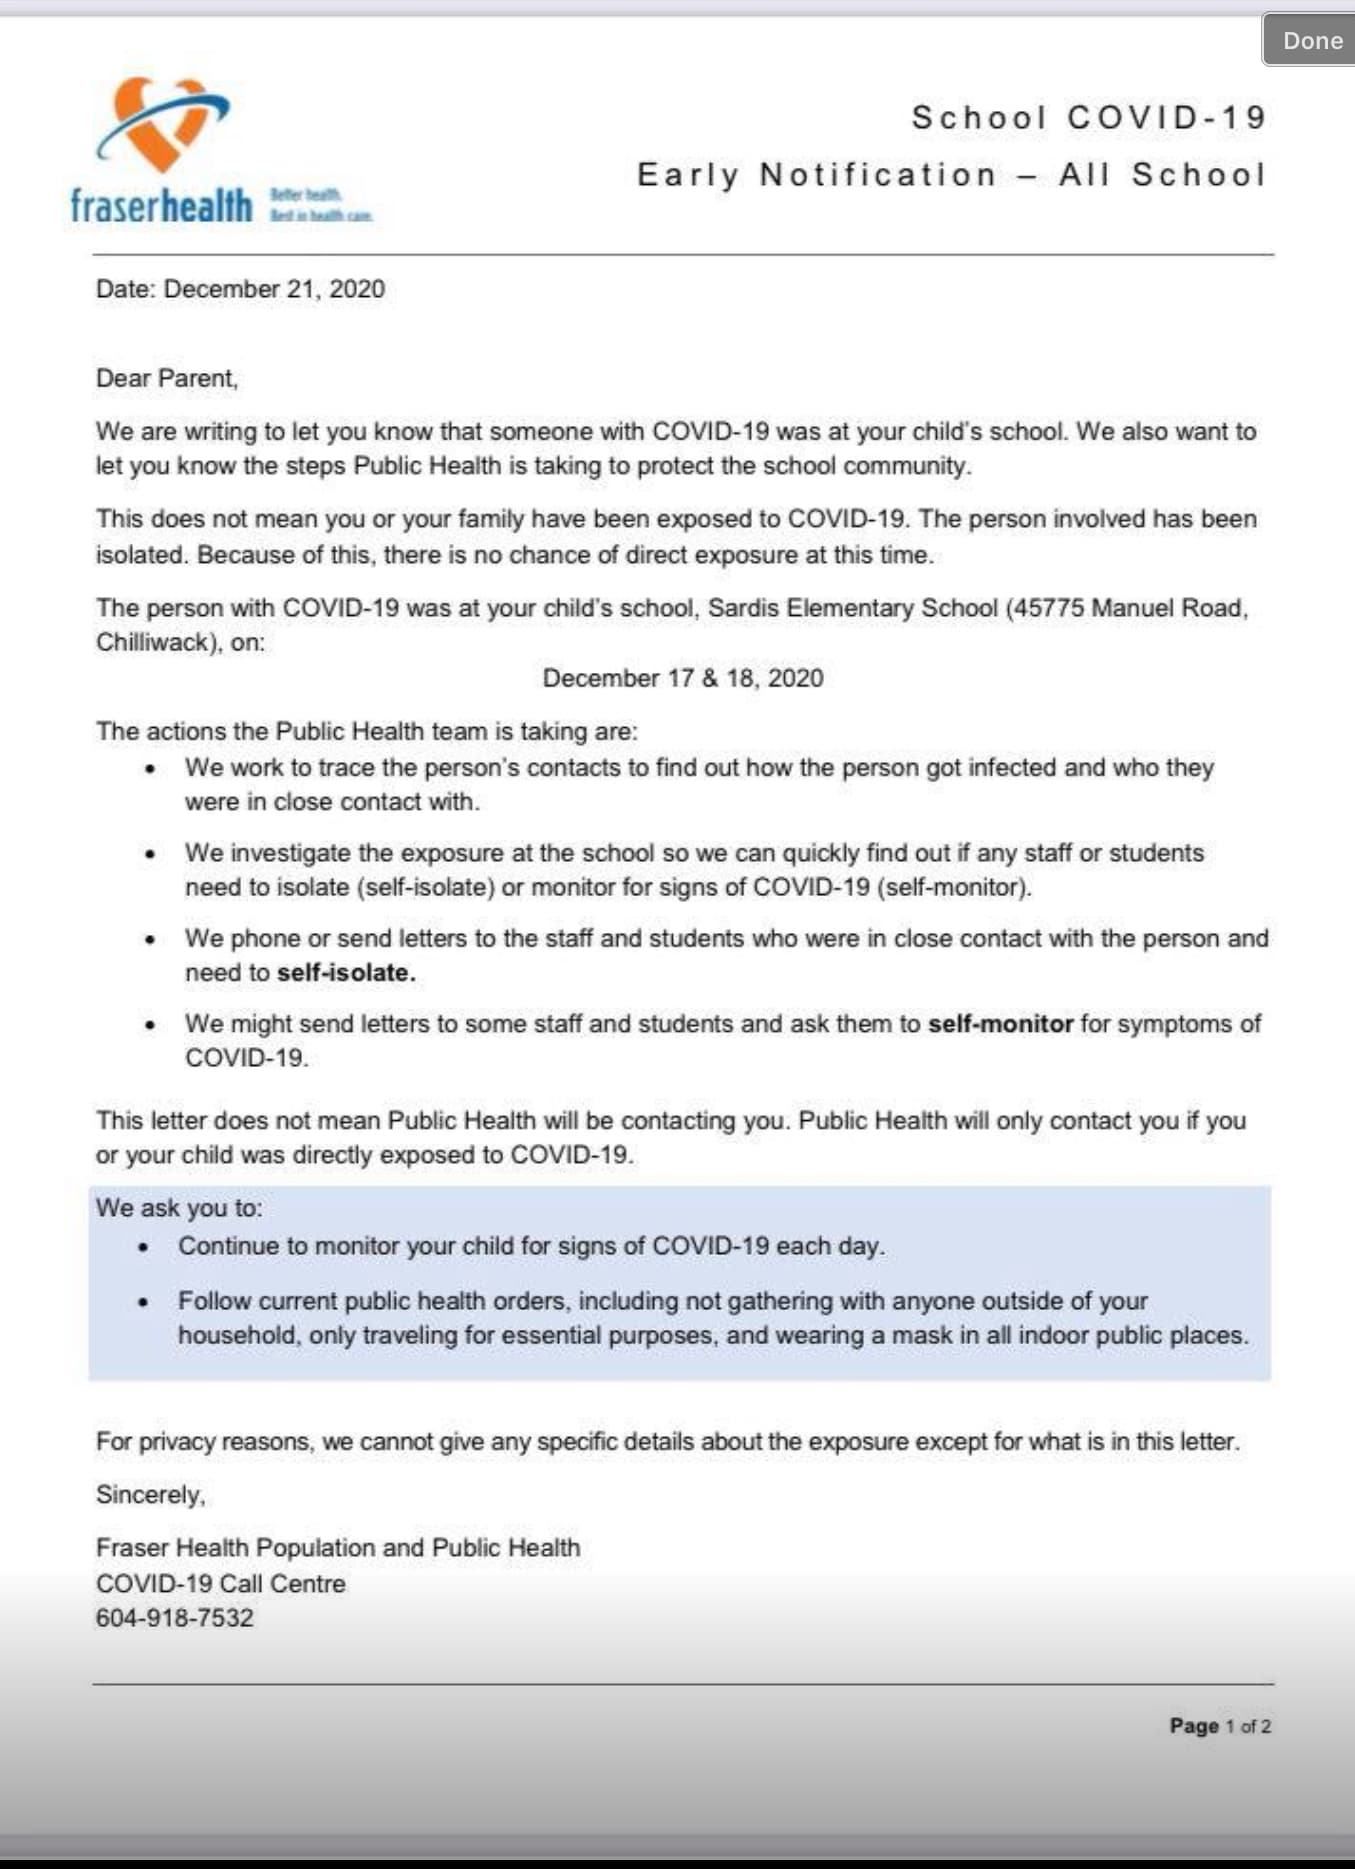 Done
School COVID-19
Early Notification – All School
fraserhealth
Better health.
Best in health care.
Date: December 21, 2020
Dear Parent,
We are writing to let you know that someone with COVID-19 was at your child's school. We also want to
let you know the steps Public Health is taking to protect the school community.
This does not mean you or your family have been exposed to COVID-19. The person involved has been
isolated. Because of this, there is no chance of direct exposure at this time.
The person with COVID-19 was at your child's school, Sardis Elementary School (45775 Manuel Road,
Chilliwack), on:
December 17 & 18, 2020
The actions the Public Health team is taking are:
• We work to trace the person's contacts to find out how the person got infected and who they
were in close contact with.
• We investigate the exposure at the school so we can quickly find out if any staff or students
need to isolate (self-isolate) or monitor for signs of COVID-19 (self-monitor).
• We phone or send letters to the staff and students who were in close contact with the person and
need to self-isolate.
• We might send letters to some staff and students and ask them to self-monitor for symptoms of
COVID-19.
This letter does not mean Public Health will be contacting you. Public Health will only contact you if you
or your child was directly exposed to COVID-19.
We ask you to:
• Continue to monitor your child for signs of COVID-19 each day.
• Follow current public health orders, including not gathering with anyone outside of your
household, only traveling for essential purposes, and wearing a mask in all indoor public places.
For privacy reasons, we cannot give any specific details about the exposure except for what is in this letter.
Sincerely,
Fraser Health Population and Public Health
COVID-19 Call Centre
604-918-7532
Page 1 of 2